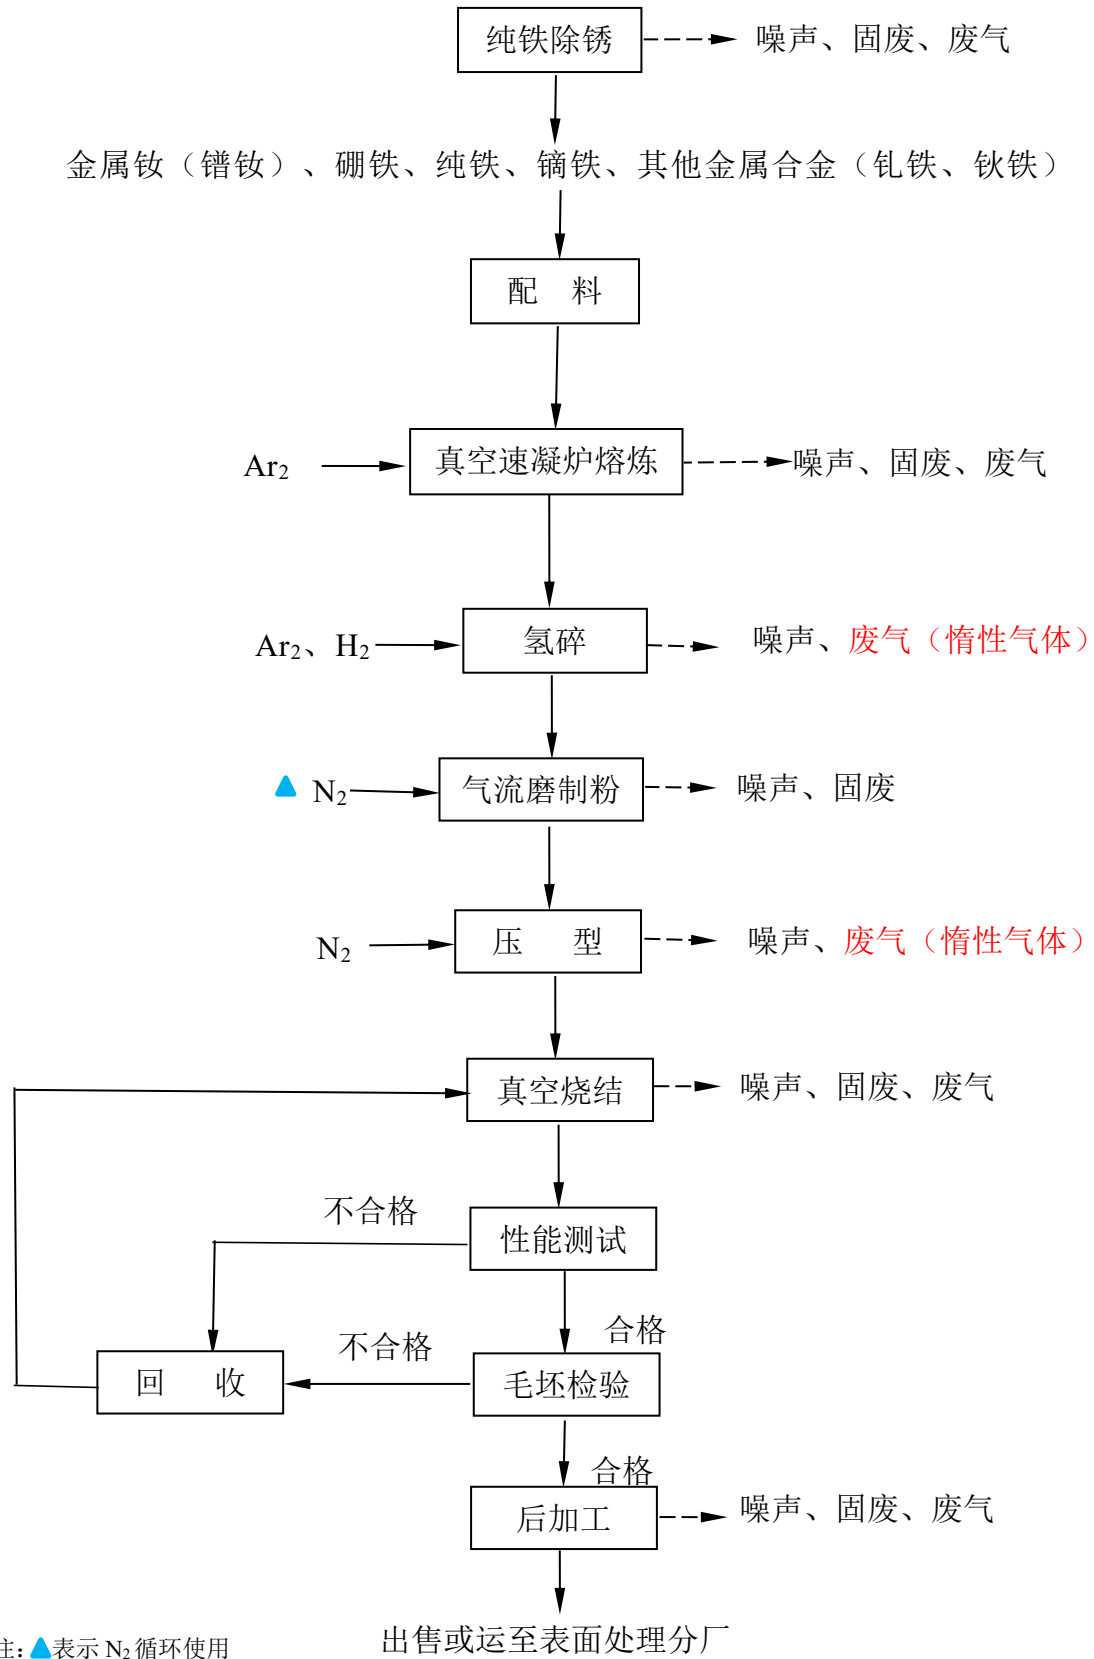 纯铁除锈
噪声、固废、废气
金属钕（镨钕）、硼铁、纯铁、镝铁、其他金属合金（钆铁、钬铁）
配 料
Ar₂
真空速凝炉熔炼
噪声、固废、废气
Ar₂、H₂
氢碎
噪声、废气（惰性气体）
N₂
气流磨制粉
噪声、固废
N₂
压 型
噪声、废气（惰性气体）
真空烧结
噪声、固废、废气
不合格
性能测试
合格
不合格
回 收
毛坯检验
合格
后加工
噪声、固废、废气
出售或运至表面处理分厂
注：▲表示 N₂ 循环使用